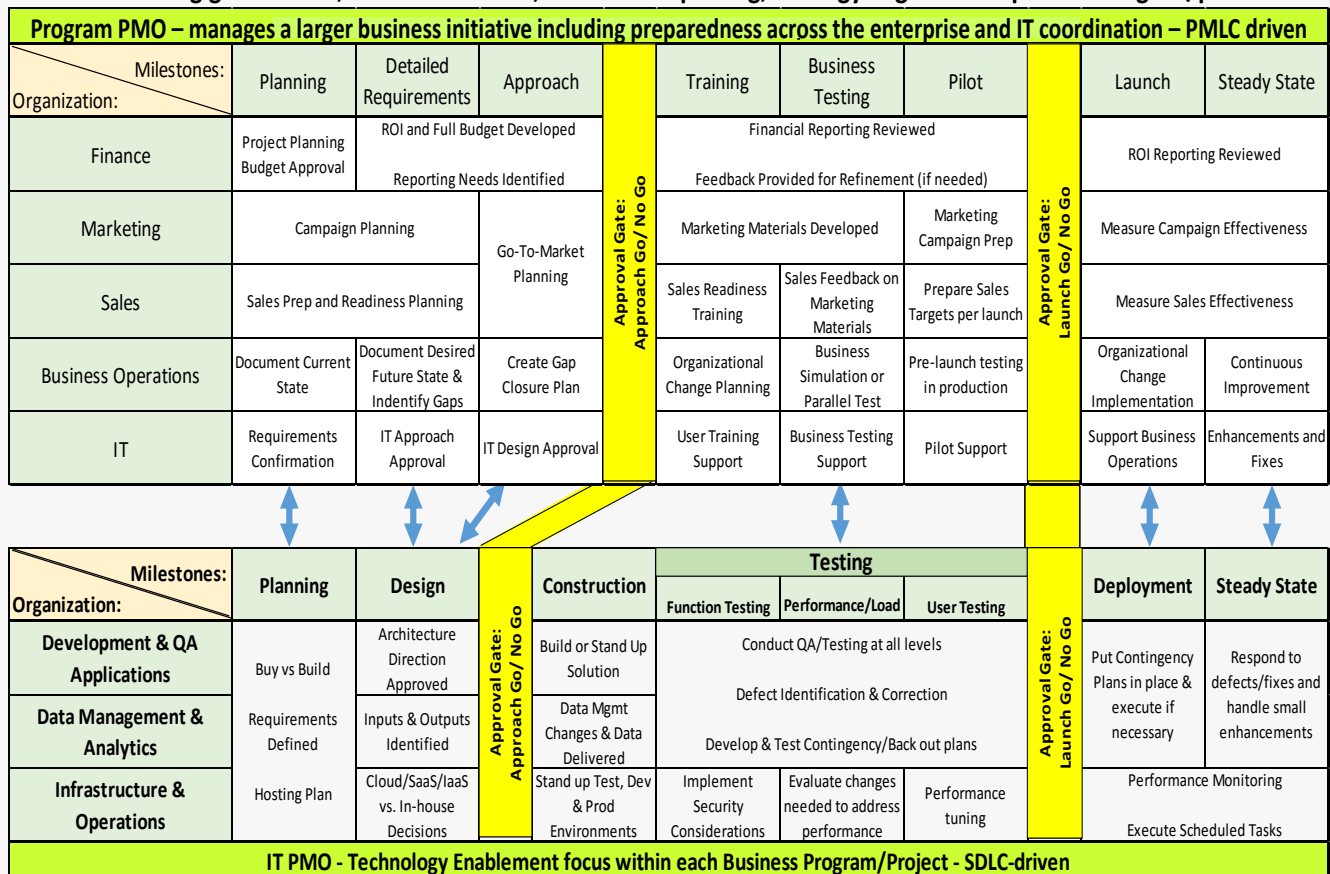 Program PMO – manages a larger business initiative including preparedness across the enterprise and IT coordination – PMLC driven
Milestones:
Organization:
Planning
Detailed
Requirements
Approach
Training
Business
Testing
Pilot
Launch
Steady State
Approval Gate:
Approach Go/ No Go
Approval Gate:
Launch Go/ No Go
Finance
Project Planning
Budget Approval
ROI and Full Budget Developed
Reporting Needs Identified
Financial Reporting Reviewed
Feedback Provided for Refinement (if needed)
ROI Reporting Reviewed
Marketing
Campaign Planning
Go-To-Market
Planning
Marketing Materials Developed
Marketing
Campaign Prep
Measure Campaign Effectiveness
Sales
Sales Prep and Readiness Planning
Sales Readiness
Training
Sales Feedback on
Marketing
Materials
Prepare Sales
Targets per launch
Measure Sales Effectiveness
Business Operations
Document Current
State
Document Desired
Future State &
Indentify Gaps
Create Gap
Closure Plan
Organizational
Change Planning
Business
Simulation or
Parallel Test
Pre-launch testing
in production
Organizational
Change
Implementation
Continuous
Improvement
IT
Requirements
Confirmation
IT Approach
Approval
IT Design Approval
User Training
Support
Business Testing
Support
Pilot Support
Support Business
Operations
Enhancements and
Fixes
Milestones:
Organization:
Planning
Design
Approval Gate:
Approach Go/ No Go
Construction
Testing
Function Testing
Performance/Load
User Testing
Approval Gate:
Launch Go/ No Go
Deployment
Steady State
Development & QA
Applications
Buy vs Build
Requirements
Defined
Hosting Plan
Architecture
Direction
Approved
Build or Stand Up
Solution
Conduct QA/Testing at all levels
Defect Identification & Correction
Develop & Test Contingency/Back out plans
Put Contingency
Plans in place &
execute if
necessary
Respond to
defects/fixes and
handle small
enhancements
Data Management &
Analytics
Inputs & Outputs
Identified
Data Mgmt
Changes & Data
Delivered
Infrastructure &
Operations
Cloud/SaaS/IaaS
vs. In-house
Decisions
Stand up Test, Dev
& Prod
Environments
Implement
Security
Considerations
Evaluate changes
needed to address
performance
Performance
tuning
Performance Monitoring
Execute Scheduled Tasks
IT PMO - Technology Enablement focus within each Business Program/Project - SDLC-driven